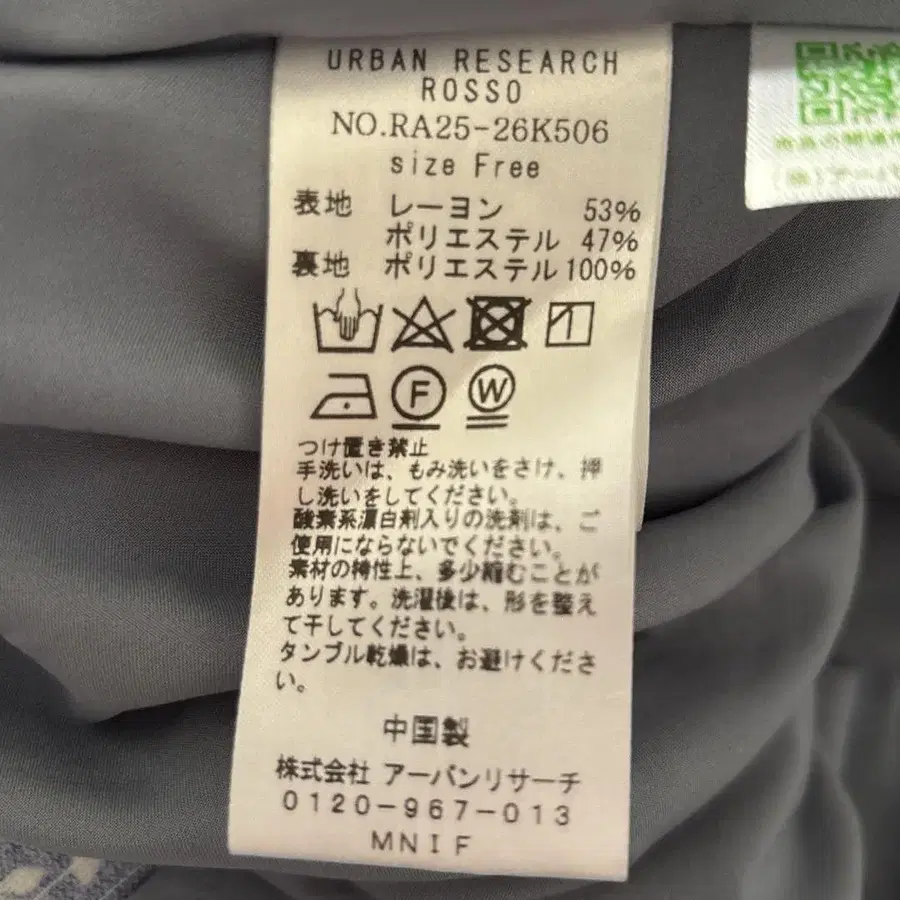 URBAN RESEARCH
ROSSO
NO.RA25-26K506
size Free
表地 レーヨン 53%
ポリエステル 47%
裏地 ポリエステル 100%
F W
つけ置き禁止
手洗いは、もみ洗いをさけ、押
し洗いをしてください。
酸素系漂白剤入りの洗剤は、ご
使用にならないでください。
素材の特性上、多少縮むことが
あります。洗濯後は、形を整え
て干してください。
タンブル乾燥は、お避けくださ
い。
中国製
株式会社 アーバンリサーチ
0120-967-013
MNIF